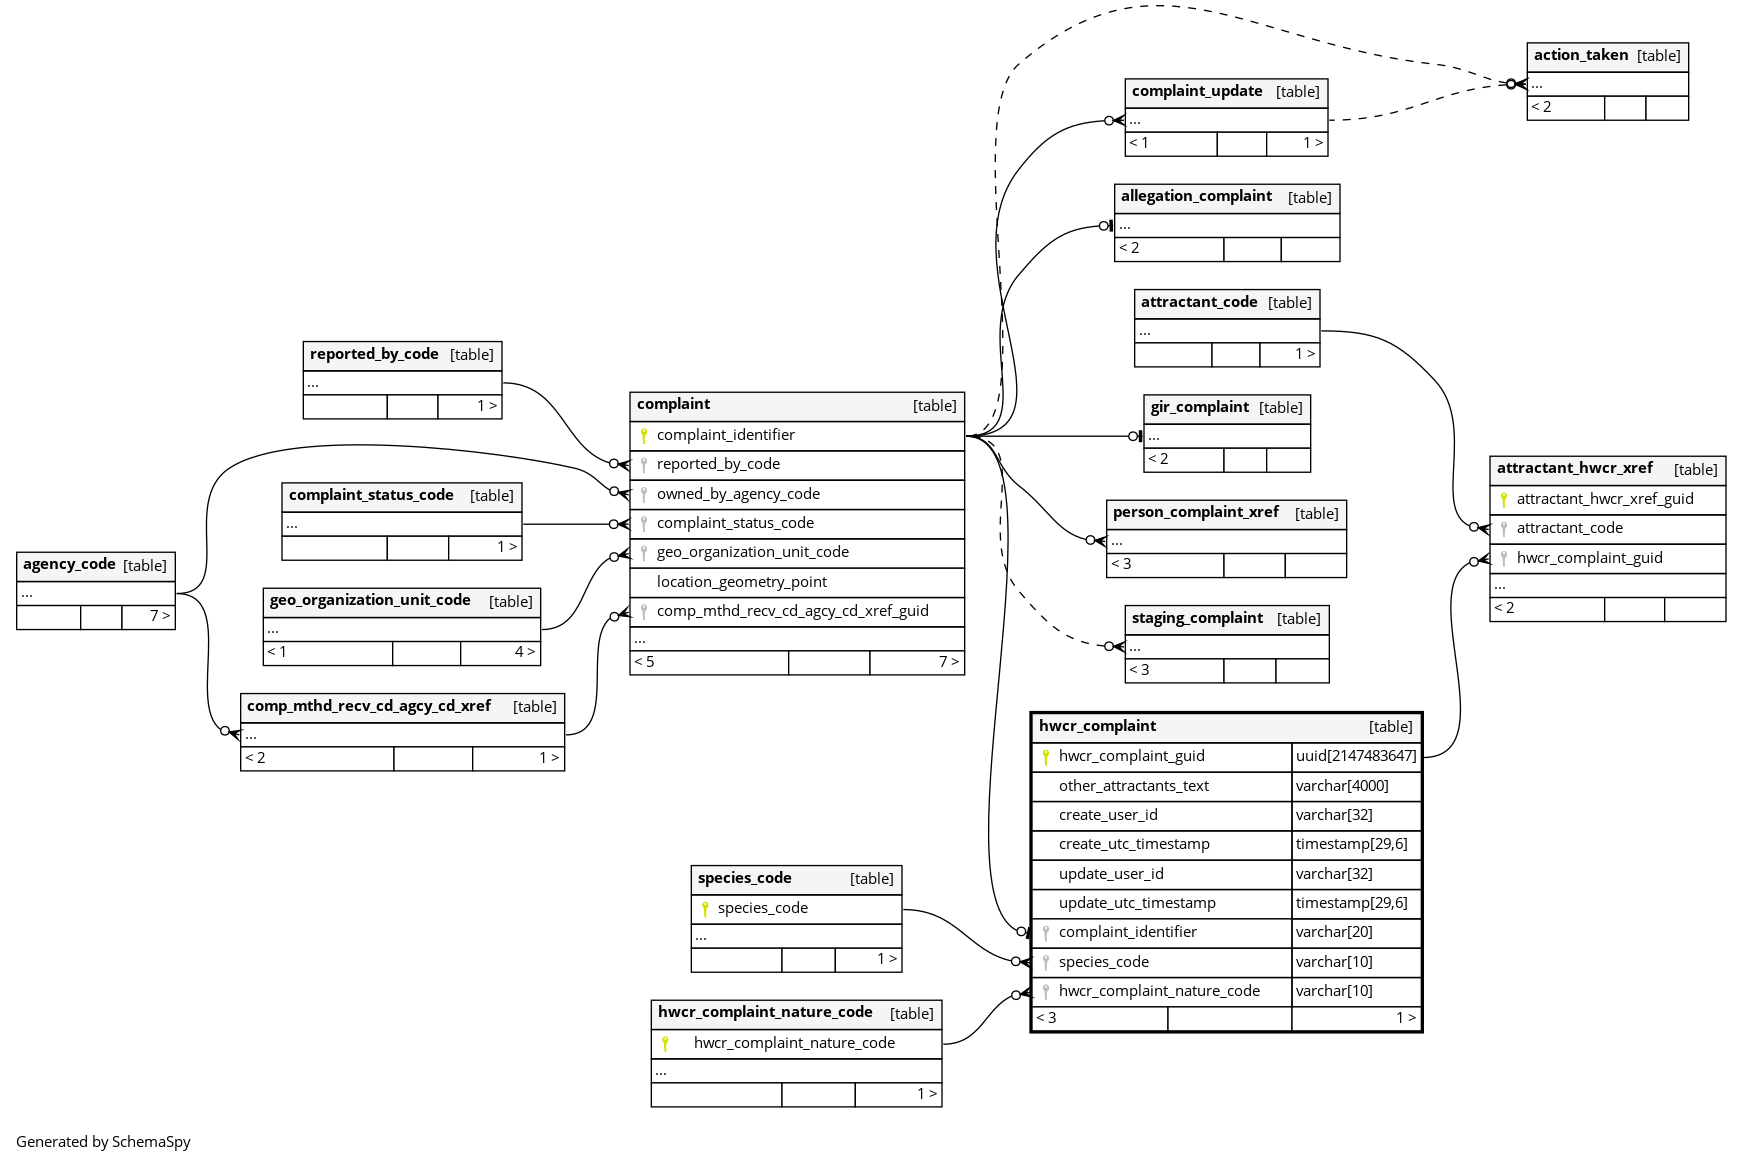 action_taken [table]
...
< 2
complaint_update [table]
...
< 1 1 >
allegation_complaint [table]
...
< 2
attractant_code [table]
...
1 >
reported_by_code [table]
...
1 >
complaint [table]
complaint_identifier
reported_by_code
owned_by_agency_code
complaint_status_code
geo_organization_unit_code
location_geometry_point
comp_mthd_recv_cd_agcy_cd_xref_guid
...
< 5 7 >
gir_complaint [table]
...
< 2
attractant_hwcr_xref [table]
attractant_hwcr_xref_guid
attractant_code
hwcr_complaint_guid
...
< 2
complaint_status_code [table]
...
1 >
person_complaint_xref [table]
...
< 3
agency_code [table]
...
7 >
geo_organization_unit_code [table]
...
< 1 4 >
staging_complaint [table]
...
< 3
comp_mthd_recv_cd_agcy_cd_xref [table]
...
< 2 1 >
hwcr_complaint [table]
hwcr_complaint_guid uuid[2147483647]
other_attractants_text varchar[4000]
create_user_id varchar[32]
create_utc_timestamp timestamp[29,6]
update_user_id varchar[32]
update_utc_timestamp timestamp[29,6]
complaint_identifier varchar[20]
species_code varchar[10]
hwcr_complaint_nature_code varchar[10]
< 3 1 >
species_code [table]
species_code
...
1 >
hwcr_complaint_nature_code [table]
hwcr_complaint_nature_code
...
1 >
Generated by SchemaSpy